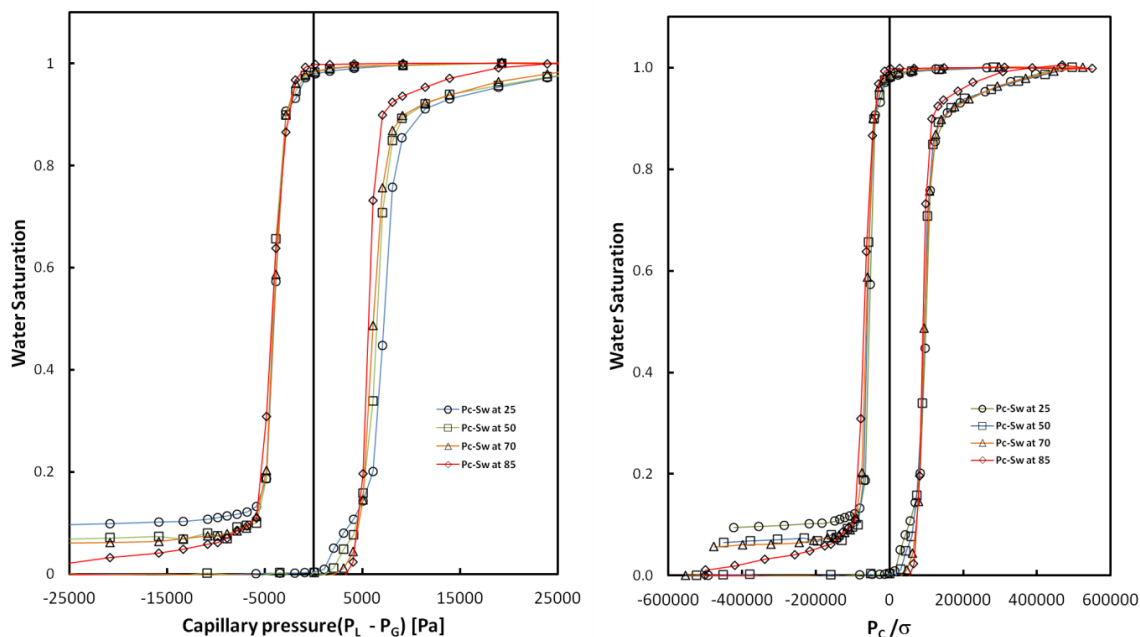 1
0.8
0.6
0.4
0.2
0
Water Saturation
-25000 -15000 -5000 5000 15000 25000
Capillary pressure(PL - PG) [Pa]
Pc-Sw at 25
Pc-Sw at 50
Pc-Sw at 70
Pc-Sw at 85
1.0
0.8
0.6
0.4
0.2
0.0
Water Saturation
-600000 -400000 -200000 0 200000 400000 600000
PC /σ
Pc-Sw at 25
Pc-Sw at 50
Pc-Sw at 70
Pc-Sw at 85